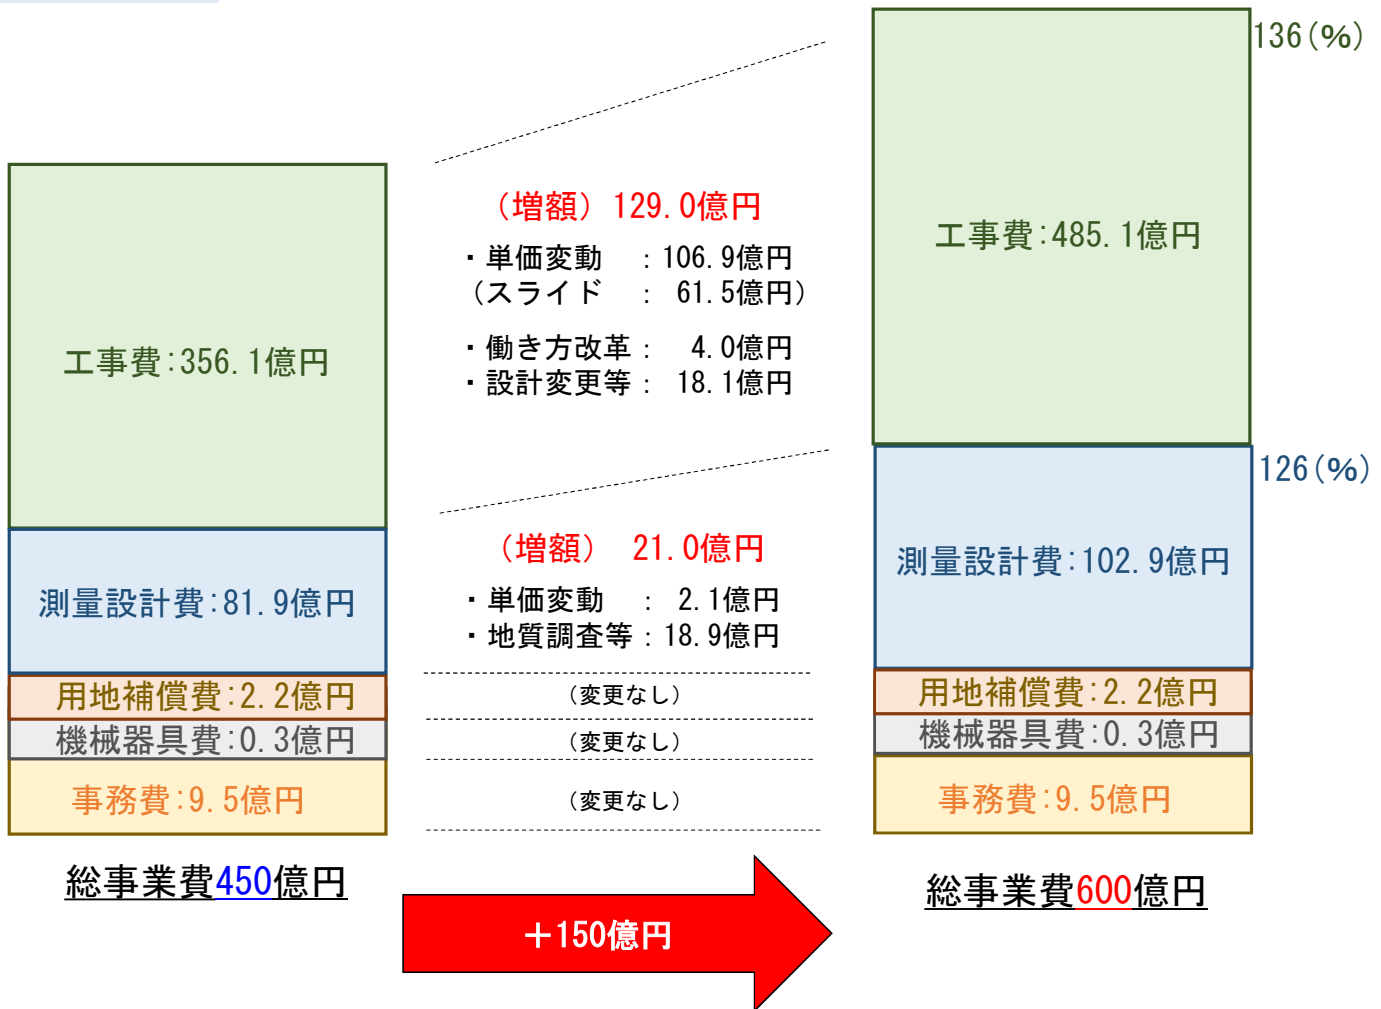 工事費:356.1億円
測量設計費:81.9億円
用地補償費:2.2億円
機械器具費:0.3億円
事務費:9.5億円
総事業費450億円
（増額）129.0億円
・単価変動　：106.9億円
（スライド　： 61.5億円）
・働き方改革： 4.0億円
・設計変更等： 18.1億円
（増額） 21.0億円
・単価変動　： 2.1億円
・地質調査等：18.9億円
（変更なし）
（変更なし）
（変更なし）
＋150億円
136(%)
工事費:485.1億円
126(%)
測量設計費:102.9億円
用地補償費:2.2億円
機械器具費:0.3億円
事務費:9.5億円
総事業費600億円